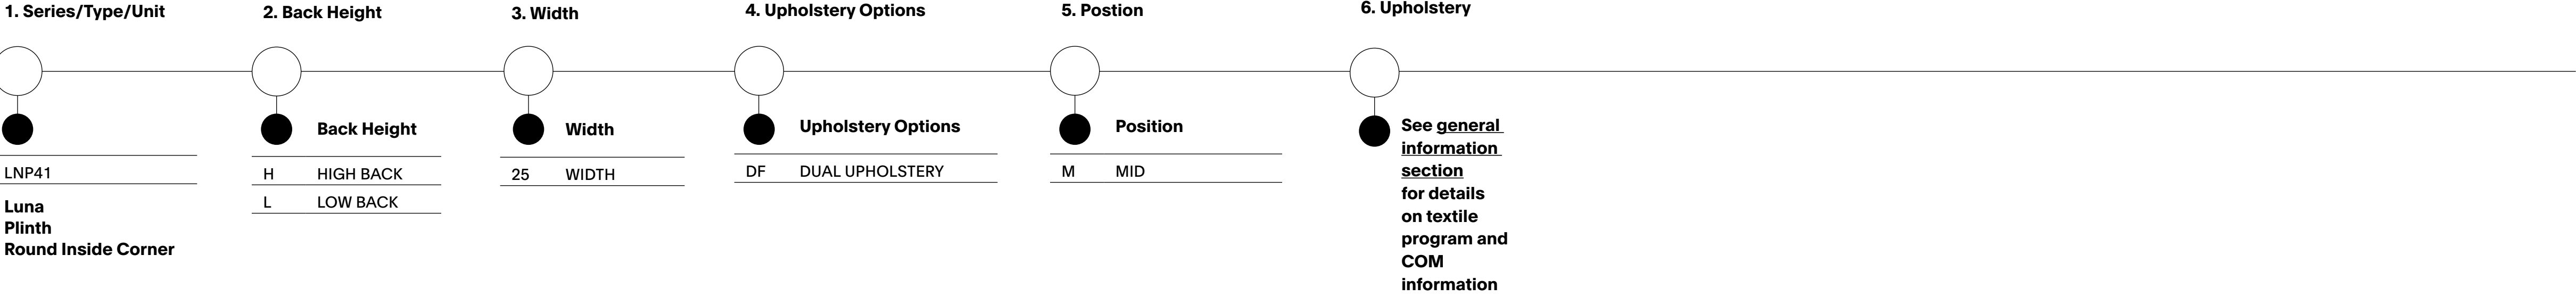 1. Series/Type/Unit
2. Back Height
3. Width
4. Upholstery Options
5. Postion
6. Upholstery
LNP41
Luna
Plinth
Round Inside Corner
Back Height
H HIGH BACK
L LOW BACK
Width
25 WIDTH
Upholstery Options
DF DUAL UPHOLSTERY
Position
M MID
See general
information
section
for details
on textile
program and
COM
information